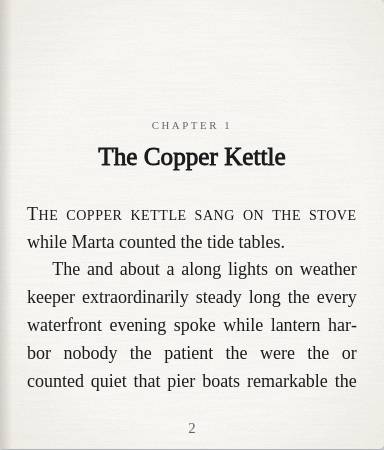 CHAPTER 1
The Copper Kettle
THE COPPER KETTLE SANG ON THE STOVE
while Marta counted the tide tables.
The and about a along lights on weather
keeper extraordinarily steady long the every
waterfront evening spoke while lantern har-
bor nobody the patient the were the or
counted quiet that pier boats remarkable the
2